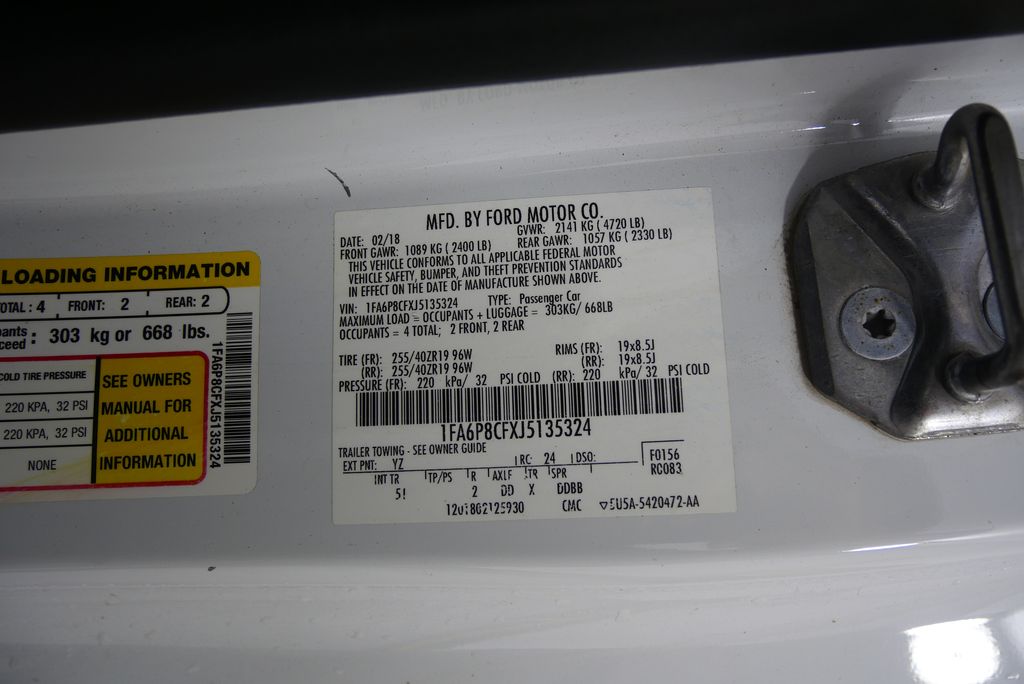 LOADING INFORMATION
TOTAL : 4 FRONT: 2 REAR: 2
303 kg or 668 lbs.
COLD TIRE PRESSURE
220 KPA, 32 PSI
220 KPA, 32 PSI
NONE
SEE OWNERS
MANUAL FOR
ADDITIONAL
INFORMATION
1FA6P8CFXJ5135324
MFD. BY FORD MOTOR CO.
DATE: 02/18 GVWR: 2141 KG ( 4720 LB)
FRONT GAWR: 1089 KG ( 2400 LB) REAR GAWR: 1057 KG ( 2330 LB)
THIS VEHICLE CONFORMS TO ALL APPLICABLE FEDERAL MOTOR
VEHICLE SAFETY, BUMPER, AND THEFT PREVENTION STANDARDS
IN EFFECT ON THE DATE OF MANUFACTURE SHOWN ABOVE.
VIN: 1FA6P8CFXJ5135324 TYPE: Passenger Car
MAXIMUM LOAD = OCCUPANTS + LUGGAGE = 303KG/ 668LB
OCCUPANTS = 4 TOTAL; 2 FRONT, 2 REAR
TIRE (FR): 255/40ZR19 96W RIMS (FR): 19x8.5J
(RR): 255/40ZR19 96W (RR): 19x8.5J
PRESSURE (FR): 220 kPa/ 32 PSI COLD (RR): 220 kPa/ 32 PSI COLD
1FA6P8CFXJ5135324
TRAILER TOWING - SEE OWNER GUIDE
EXT PNT: YZ RC: 24 DSO:
F0156
RC083
INT TR TP/PS R AXLE TR SPR
2 DD X DDBB
CMC 5U5A-5420472-AA